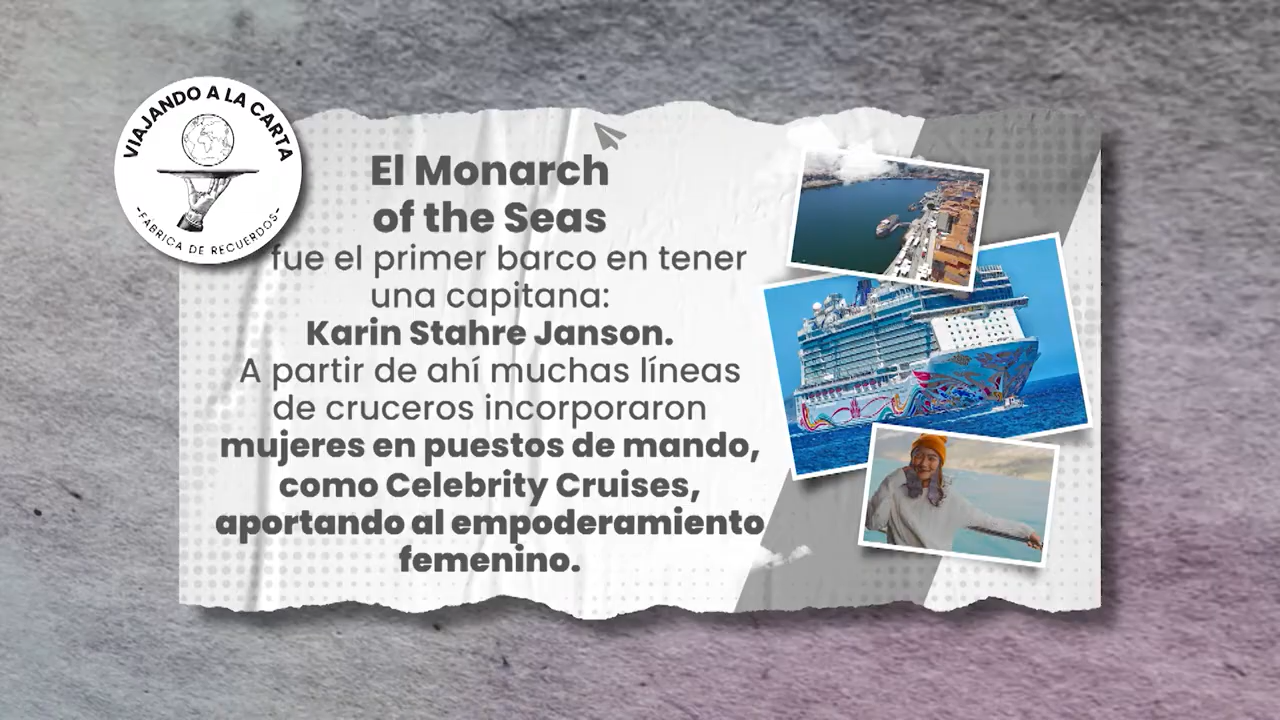 VIAJANDO A LA CARTA
-FÁBRICA DE RECUERDOS-
El Monarch
of the Seas
fue el primer barco en tener
una capitana:
Karin Stahre Janson.
A partir de ahí muchas líneas
de cruceros incorporaron
mujeres en puestos de mando,
como Celebrity Cruises,
aportando al empoderamiento
femenino.